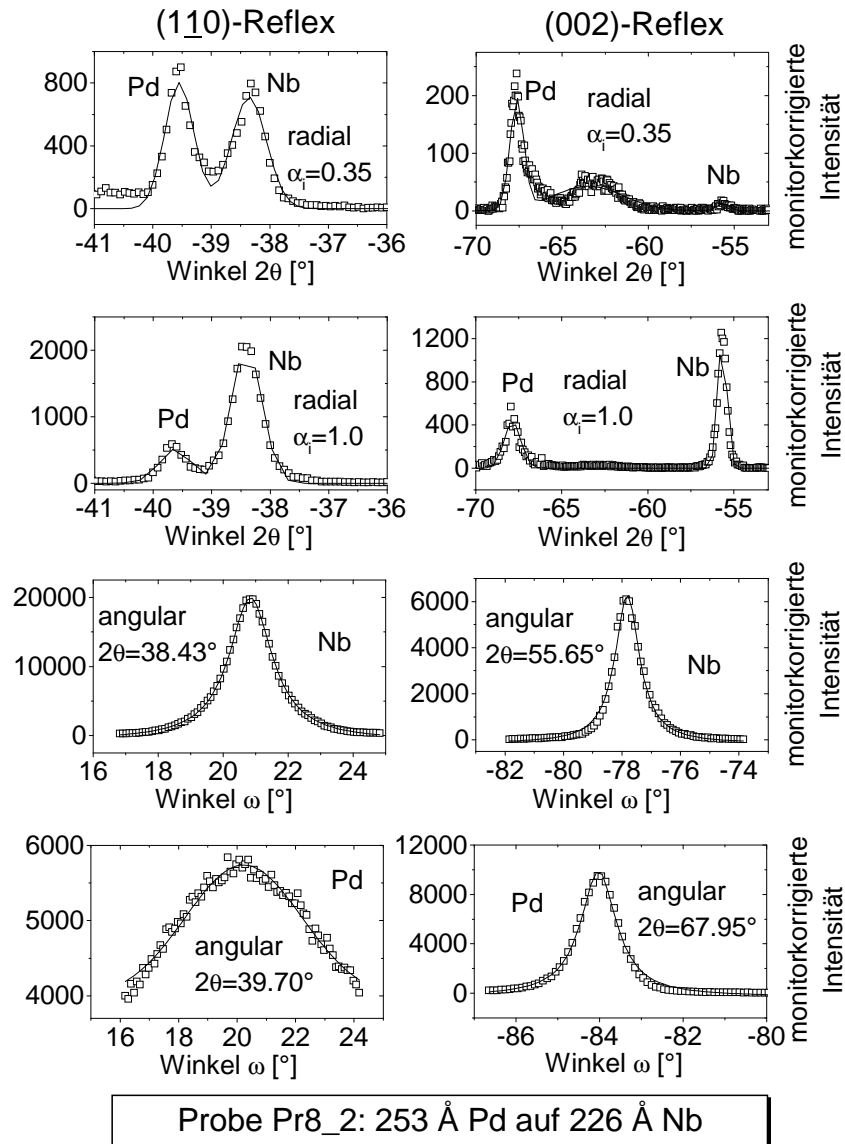 (110)-Reflex
(002)-Reflex
800
400
0
Pd
Nb
radial
αi=0.35
-41 -40 -39 -38 -37 -36
Winkel 2θ [°]
200
100
0
Pd
radial
αi=0.35
Nb
-70 -65 -60 -55
Winkel 2θ [°]
monitorkorrigierte
Intensität
2000
1000
0
Pd
Nb
radial
αi=1.0
-41 -40 -39 -38 -37 -36
Winkel 2θ [°]
1200
800
400
0
Pd
radial
αi=1.0
Nb
-70 -65 -60 -55
Winkel 2θ [°]
monitorkorrigierte
Intensität
20000
10000
0
angular
2θ=38.43°
Nb
16 18 20 22 24
Winkel ω [°]
6000
4000
2000
0
angular
2θ=55.65°
Nb
-82 -80 -78 -76 -74
Winkel ω [°]
monitorkorrigierte
Intensität
6000
5000
4000
Pd
angular
2θ=39.70°
16 18 20 22 24
Winkel ω [°]
12000
8000
4000
0
Pd
angular
2θ=67.95°
-86 -84 -82 -80
Winkel ω [°]
monitorkorrigierte
Intensität
Probe Pr8_2: 253 Å Pd auf 226 Å Nb